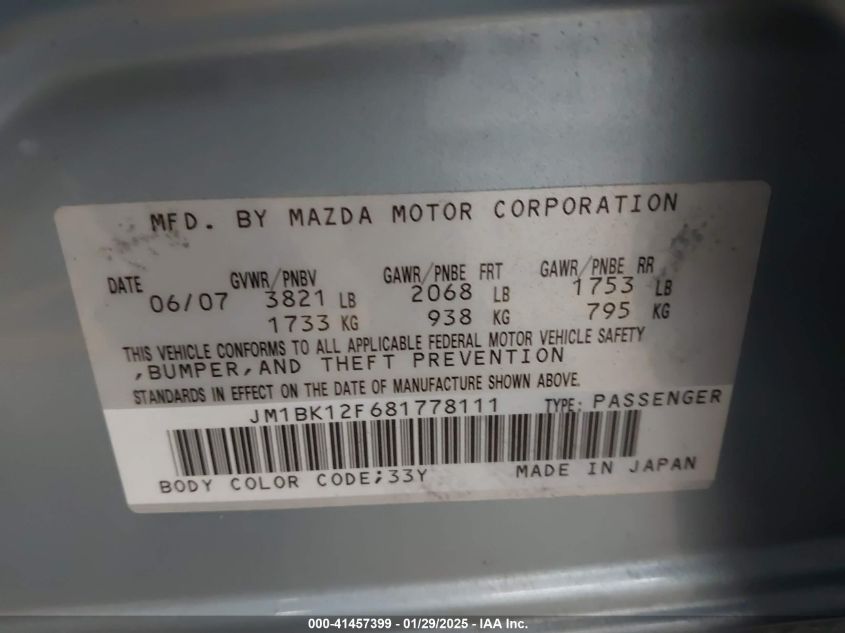 MFD. BY MAZDA MOTOR CORPORATION
DATE GVWR/PNBV GAWR/PNBE FRT GAWR/PNBE RR
06/07 3821 LB 2068 LB 1753 LB
1733 KG 938 KG 795 KG
THIS VEHICLE CONFORMS TO ALL APPLICABLE FEDERAL MOTOR VEHICLE SAFETY
,BUMPER,AND THEFT PREVENTION
STANDARDS IN EFFECT ON THE DATE OF MANUFACTURE SHOWN ABOVE.
JM1BK12F681778111 TYPE: PASSENGER
BODY COLOR CODE;33Y MADE IN JAPAN
000-41457399 - 01/29/2025 - IAA Inc.